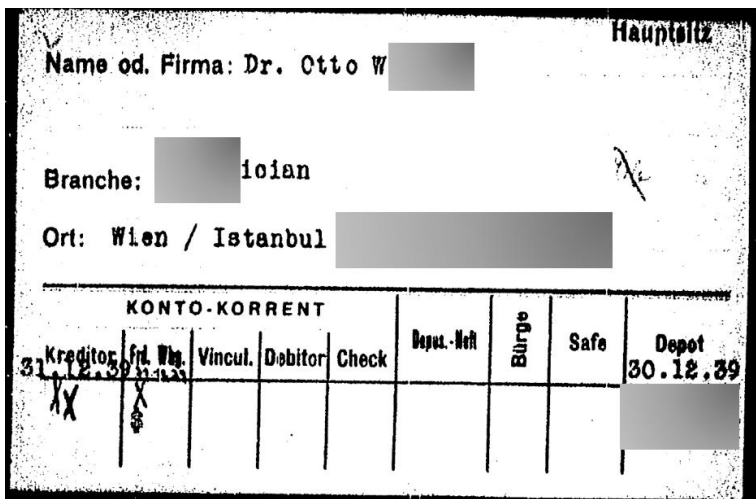 Hauptsitz
Name od. Firma: Dr. Otto W
Branche: ician
Ort: Wien / Istanbul
KONTO-KORRENT
Kreditor Frd. Whg. Vincul. Debitor Check Depos.-Heft Bürge Safe Depot
31.12.39 30.12.39
XX X
$